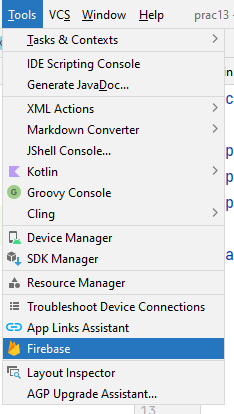 Tools VCS Window Help prac13
Tasks & Contexts
IDE Scripting Console
Generate JavaDoc...
XML Actions
Markdown Converter
JShell Console...
Kotlin
Groovy Console
Cling
Device Manager
SDK Manager
Resource Manager
Troubleshoot Device Connections
App Links Assistant
Firebase
Layout Inspector
AGP Upgrade Assistant...
13